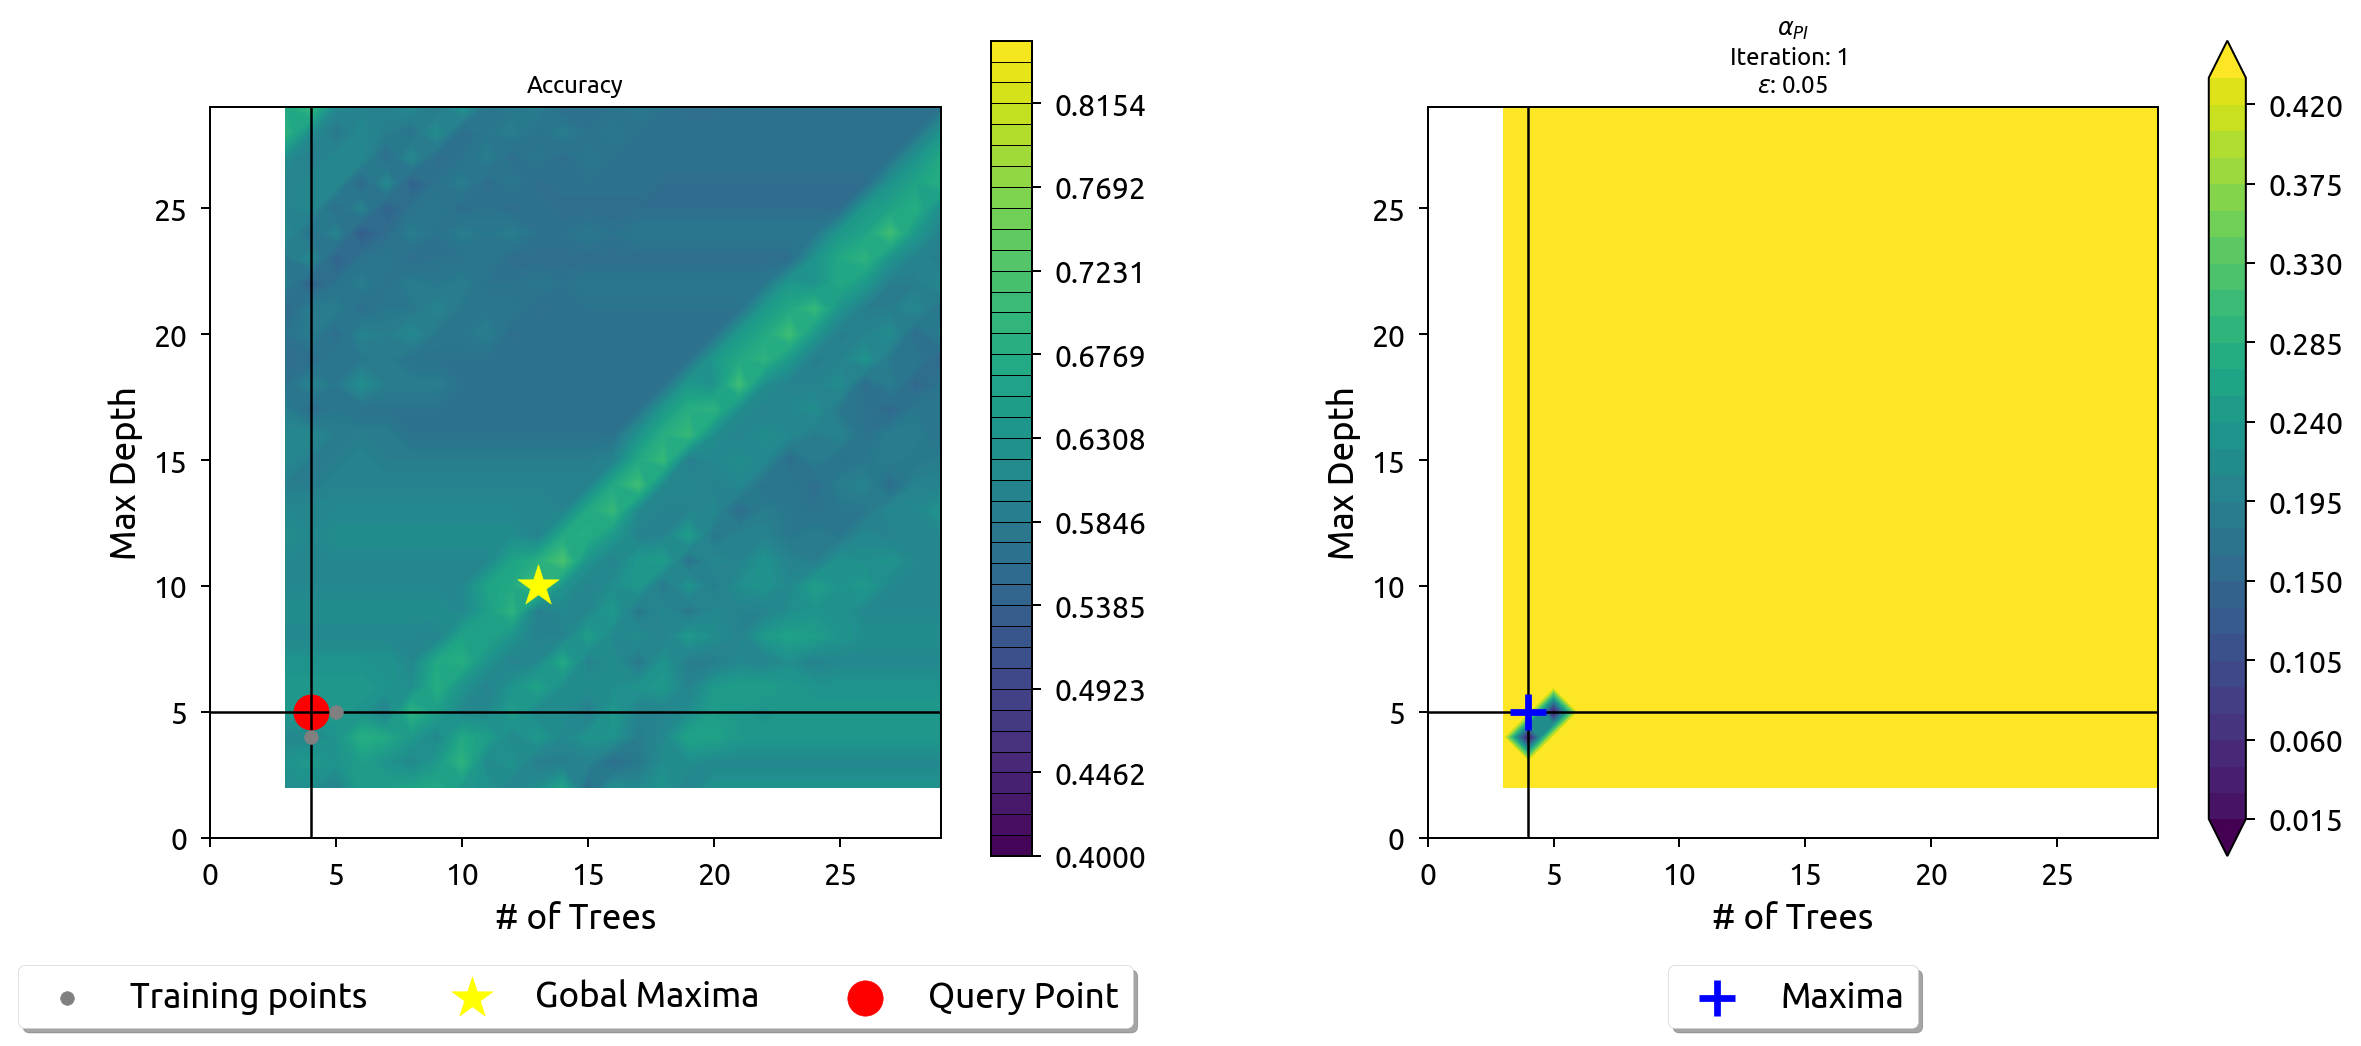 Accuracy
Max Depth
25
20
15
10
5
0
0 5 10 15 20 25
# of Trees
0.8154
0.7692
0.7231
0.6769
0.6308
0.5846
0.5385
0.4923
0.4462
0.4000
Training points Gobal Maxima Query Point
α_PI
Iteration: 1
ε: 0.05
Max Depth
25
20
15
10
5
0
0 5 10 15 20 25
# of Trees
0.420
0.375
0.330
0.285
0.240
0.195
0.150
0.105
0.060
0.015
Maxima